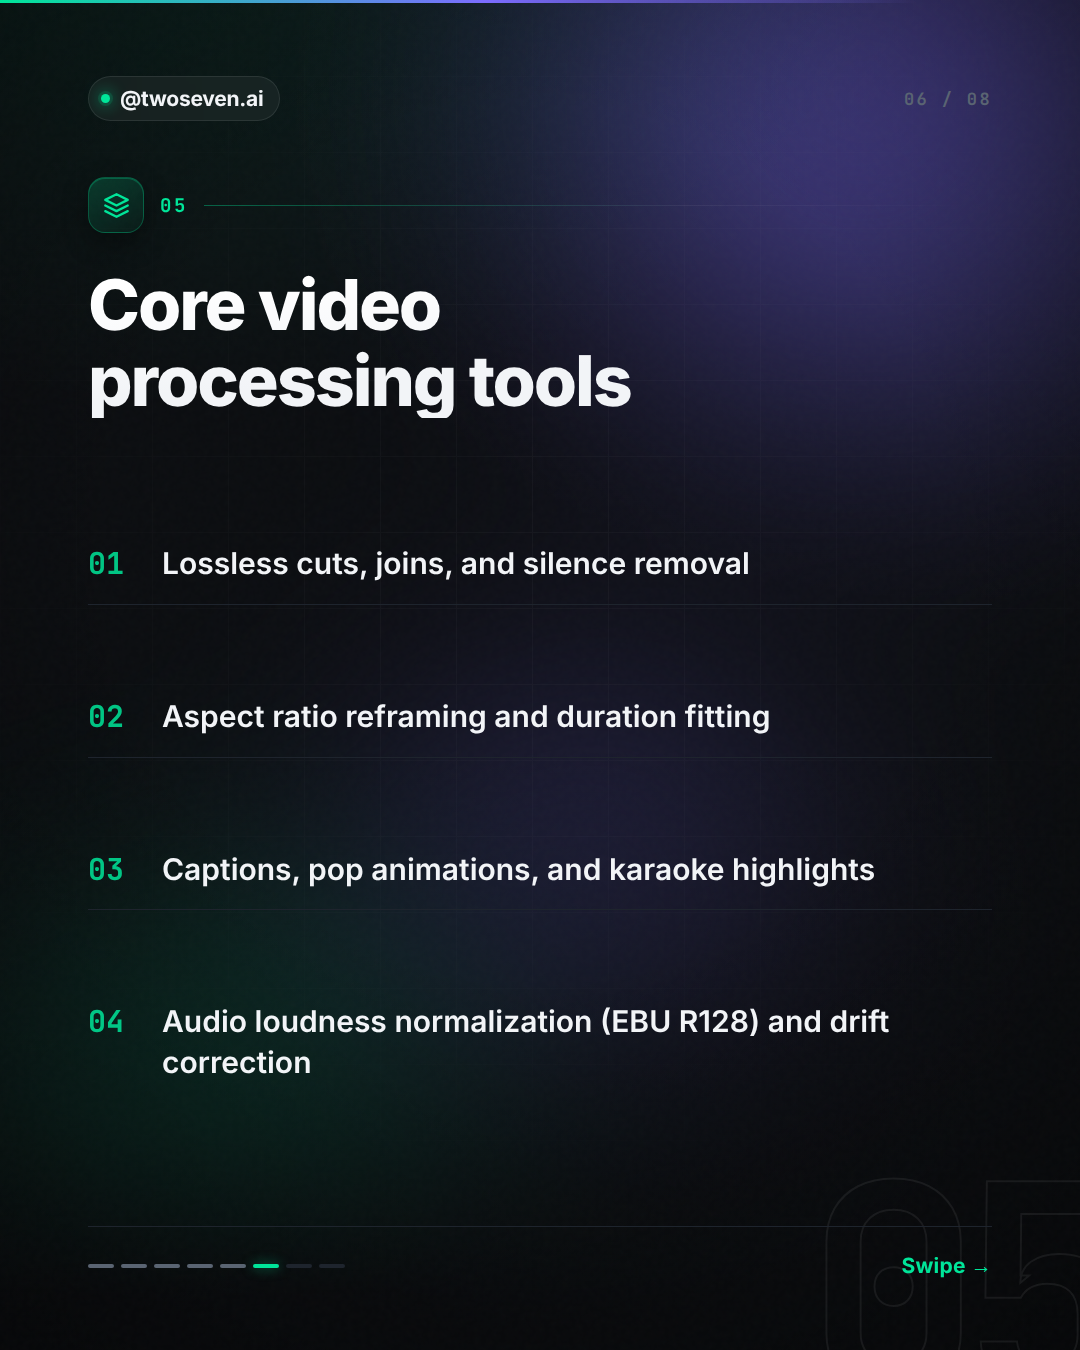 @twoseven.ai
06 / 08
05
Core video
processing tools
01 Lossless cuts, joins, and silence removal
02 Aspect ratio reframing and duration fitting
03 Captions, pop animations, and karaoke highlights
04 Audio loudness normalization (EBU R128) and drift
correction
Swipe →
05